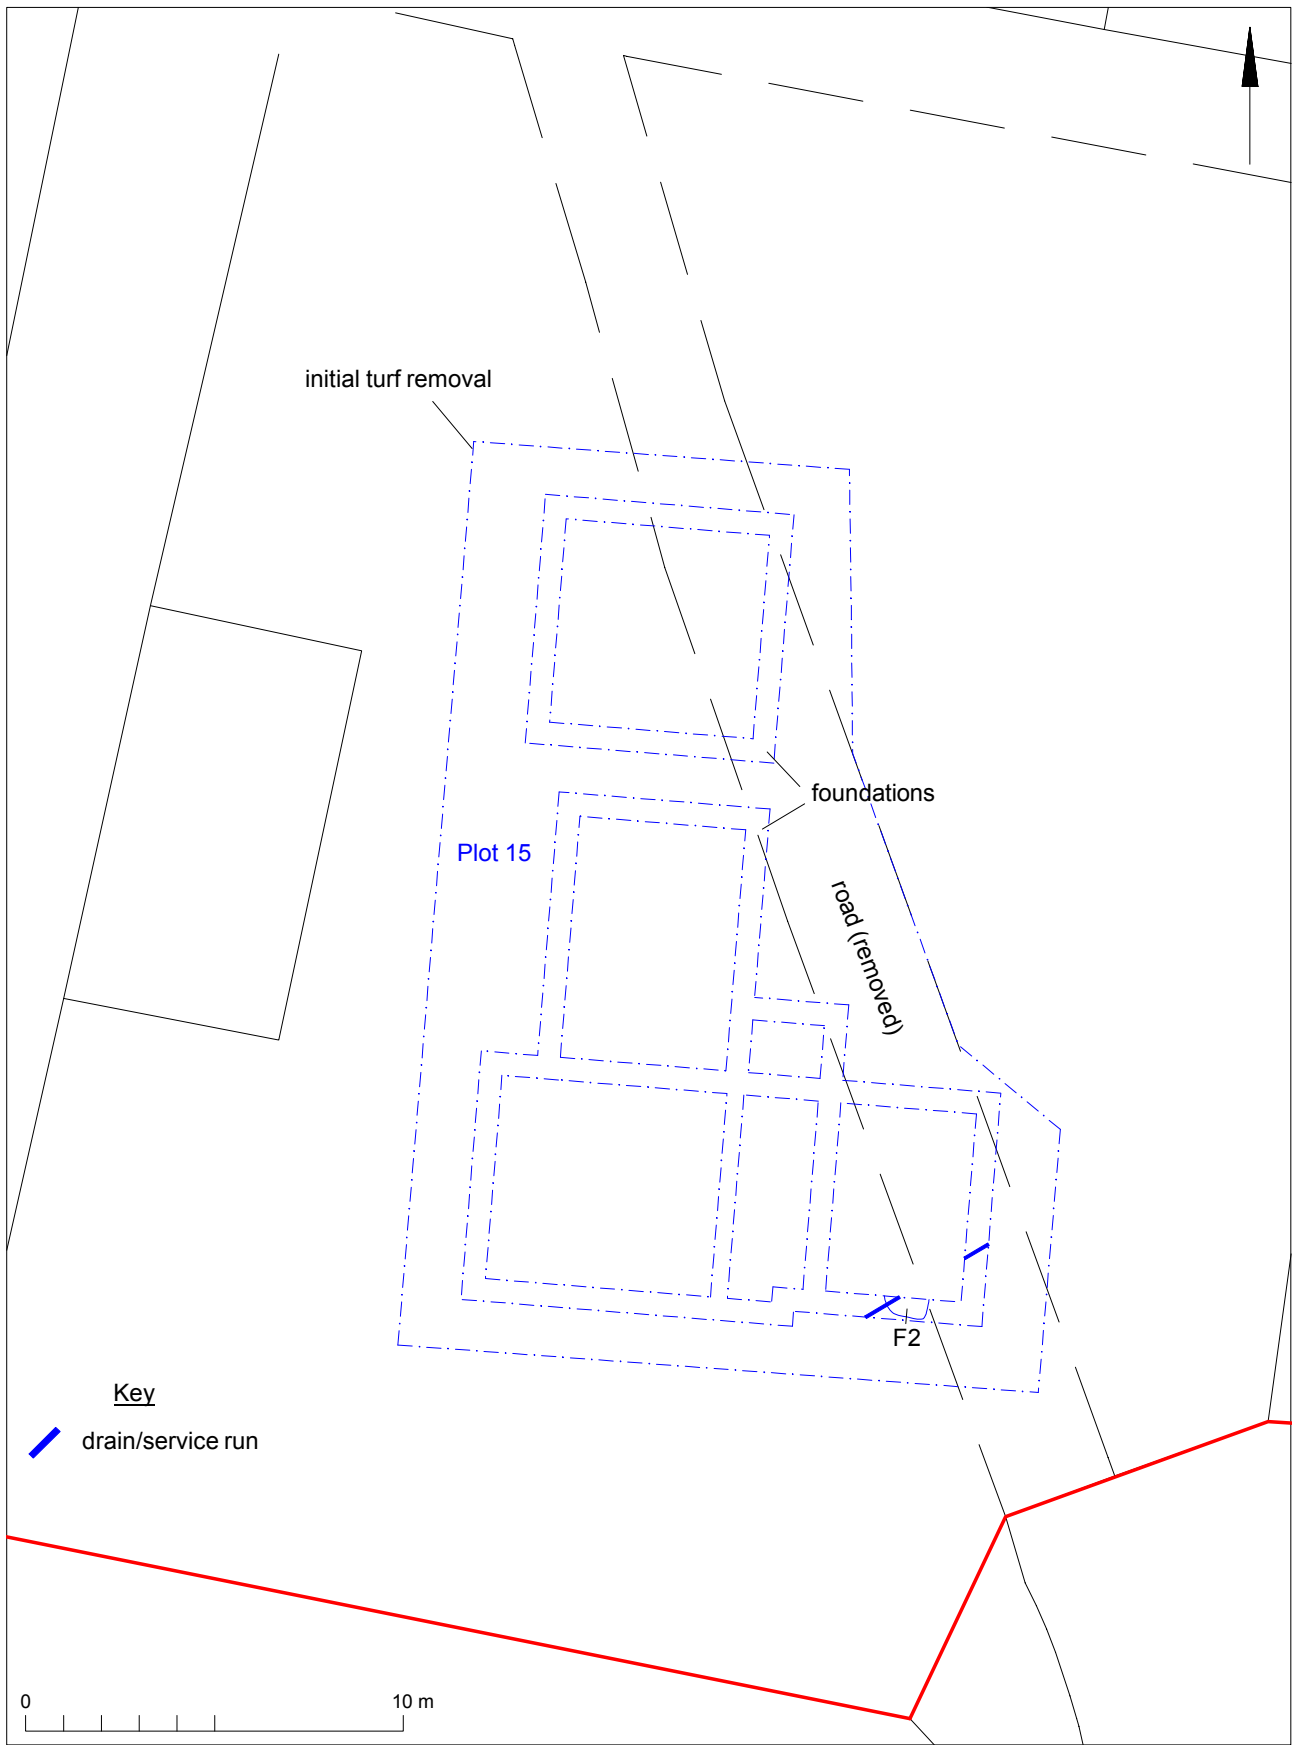 initial turf removal
foundations
Plot 15
road (removed)
F2
Key
drain/service run
0
10 m